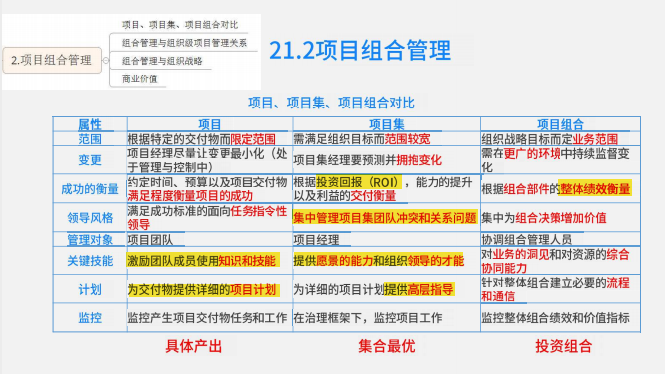 项目、项目集、项目组合对比
组合管理与组织级项目管理关系
2.项目组合管理
组合管理与组织战略
商业价值
21.2项目组合管理
项目、项目集、项目组合对比
属性 项目 项目集 项目组合
范围 根据特定的交付物而限定范围 需满足组织目标而范围较宽 组织战略目标而定业务范围
变更 项目经理尽量让变更最小化（处于管理与控制中） 项目集经理要预测并拥抱变化 需在更广的环境中持续监督变化
成功的衡量 约定时间、预算以及项目交付物满足程度衡量项目的成功 根据投资回报（ROI），能力的提升以及利益的交付衡量 根据组合部件的整体绩效衡量
领导风格 满足成功标准的面向任务指令性领导 集中管理项目集团队冲突和关系问题 集中为组合决策增加价值
管理对象 项目团队 项目经理 协调组合管理人员
关键技能 激励团队成员使用知识和技能 提供愿景的能力和组织领导的才能 对业务的洞见和对资源的综合协同能力
计划 为交付物提供详细的项目计划 为详细的项目计划提供高层指导 针对整体组合建立必要的流程和通信
监控 监控产生项目交付物任务和工作 在治理框架下，监控项目工作 监控整体组合绩效和价值指标
具体产出 集合最优 投资组合